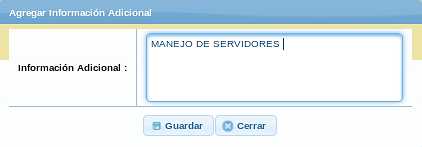 Agregar Información Adicional
MANEJO DE SERVIDORES
Información Adicional :
Guardar
Cerrar